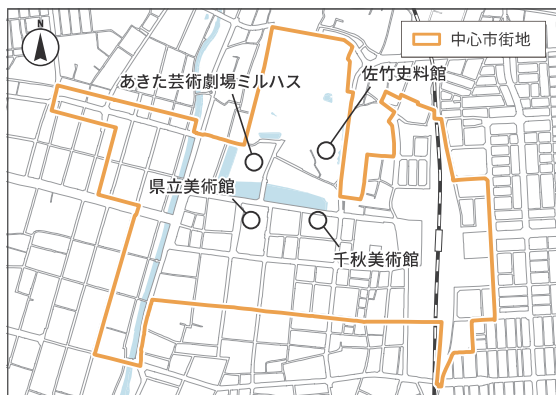 N
中心市街地
あきた芸術劇場ミルハス
佐竹史料館
県立美術館
千秋美術館